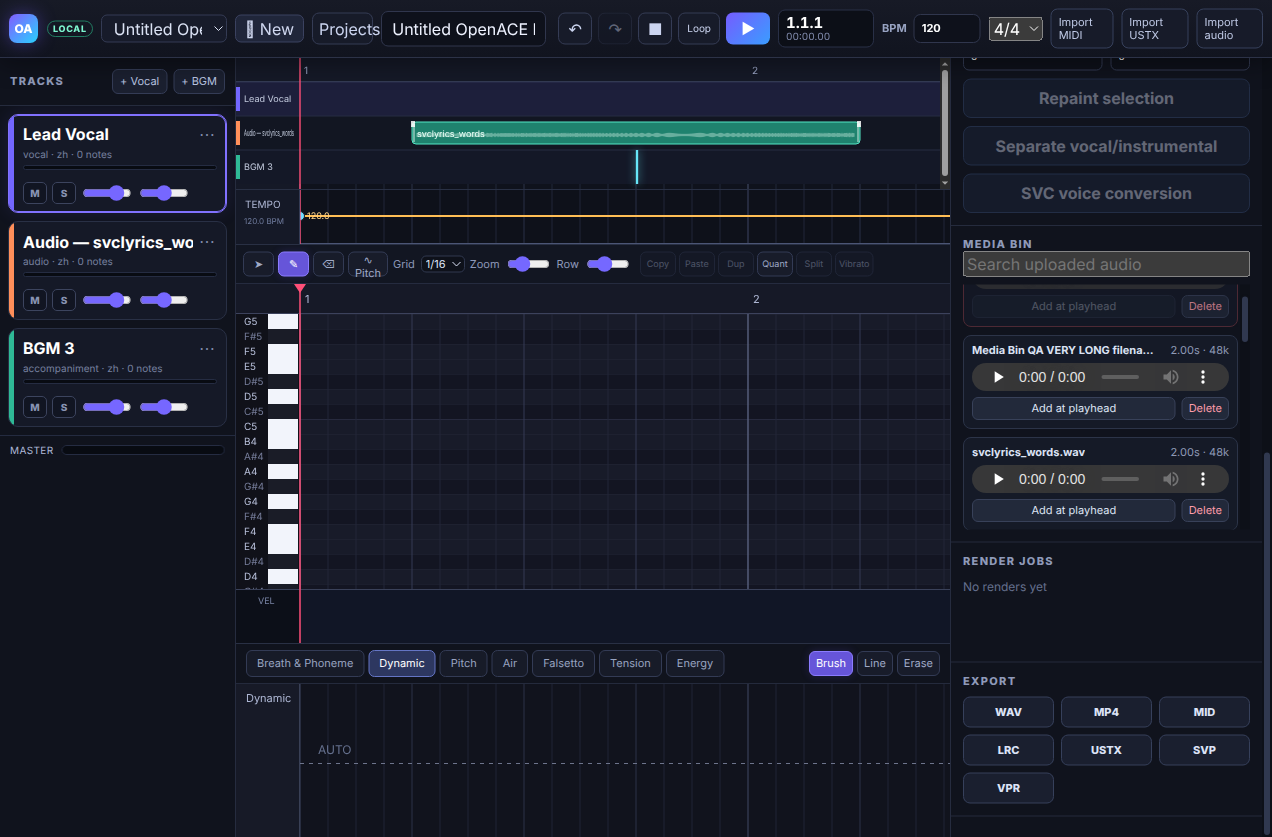 OA
LOCAL
Untitled Ope
New
Projects
Untitled OpenACE
Loop
1.1.1
00:00.00
BPM
120
4/4
Import MIDI
Import USTX
Import audio
TRACKS
+ Vocal
+ BGM
Lead Vocal
vocal · zh · 0 notes
M
S
Audio — svclyrics_wo
audio · zh · 0 notes
M
S
BGM 3
accompaniment · zh · 0 notes
M
S
MASTER
1
2
Lead Vocal
Audio — svclyrics_words
svclyrics_words
BGM 3
TEMPO
120.0 BPM
120.0
Pitch
Grid
1/16
Zoom
Row
Copy
Paste
Dup
Quant
Split
Vibrato
1
2
G5
F#5
F5
E5
D#5
D5
C#5
C5
B4
A#4
A4
G#4
G4
F#4
F4
E4
D#4
D4
VEL
Breath & Phoneme
Dynamic
Pitch
Air
Falsetto
Tension
Energy
Brush
Line
Erase
Dynamic
AUTO
Repaint selection
Separate vocal/instrumental
SVC voice conversion
MEDIA BIN
Search uploaded audio
Add at playhead
Delete
Media Bin QA VERY LONG filena...
2.00s · 48k
0:00 / 0:00
Add at playhead
Delete
svclyrics_words.wav
2.00s · 48k
0:00 / 0:00
Add at playhead
Delete
RENDER JOBS
No renders yet
EXPORT
WAV
MP4
MID
LRC
USTX
SVP
VPR